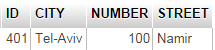 ID CITY NUMBER STREET
401 Tel-Aviv 100 Namir